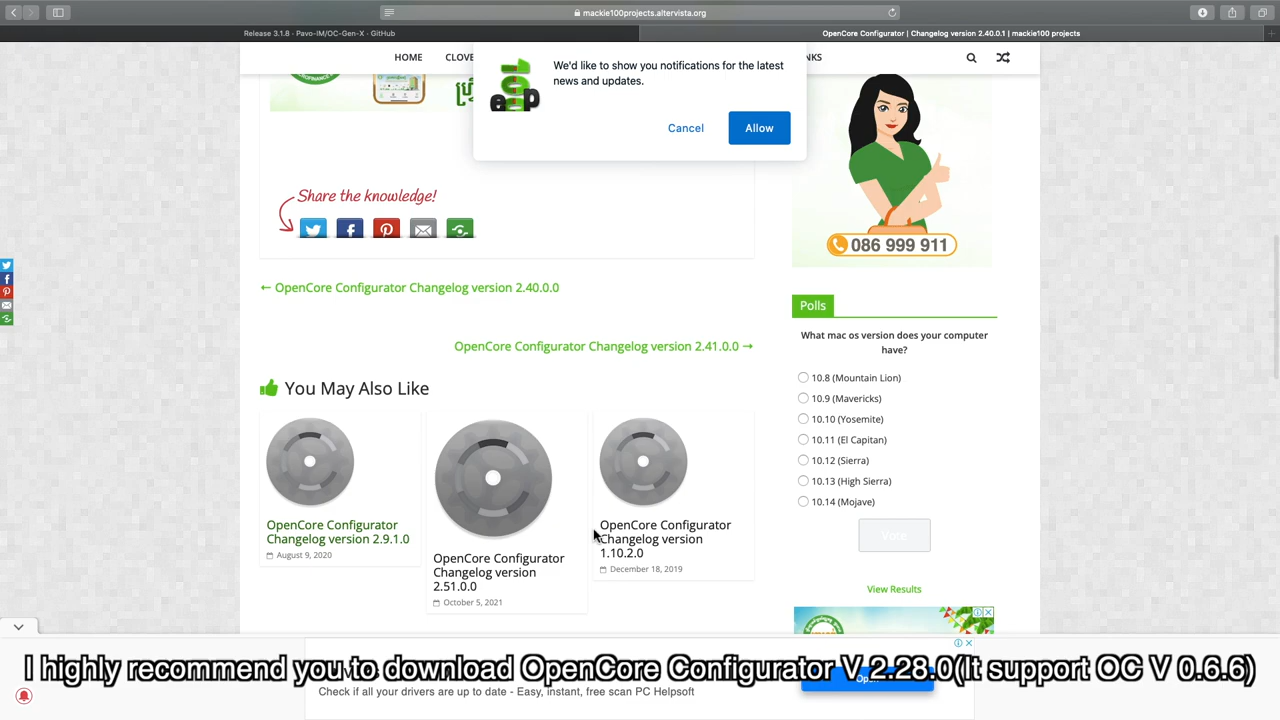 mackie100projects.altervista.org
Release 3.1.8 · Pavo-IM/OC-Gen-X · GitHub
OpenCore Configurator | Changelog version 2.40.0.1 | mackie100 projects
HOME
We'd like to show you notifications for the latest
news and updates.
Cancel
Allow
Share the knowledge!
086 999 911
← OpenCore Configurator Changelog version 2.40.0.0
OpenCore Configurator Changelog version 2.41.0.0 →
You May Also Like
OpenCore Configurator
Changelog version 2.9.1.0
August 9, 2020
OpenCore Configurator
Changelog version
2.51.0.0
October 5, 2021
OpenCore Configurator
Changelog version
1.10.2.0
December 18, 2019
Polls
What mac os version does your computer
have?
10.8 (Mountain Lion)
10.9 (Mavericks)
10.10 (Yosemite)
10.11 (El Capitan)
10.12 (Sierra)
10.13 (High Sierra)
10.14 (Mojave)
Vote
View Results
I highly recommend you to download OpenCore Configurator V 2.28.0(It support OC V 0.6.6)
Check if all your drivers are up to date - Easy, instant, free scan PC Helpsoft